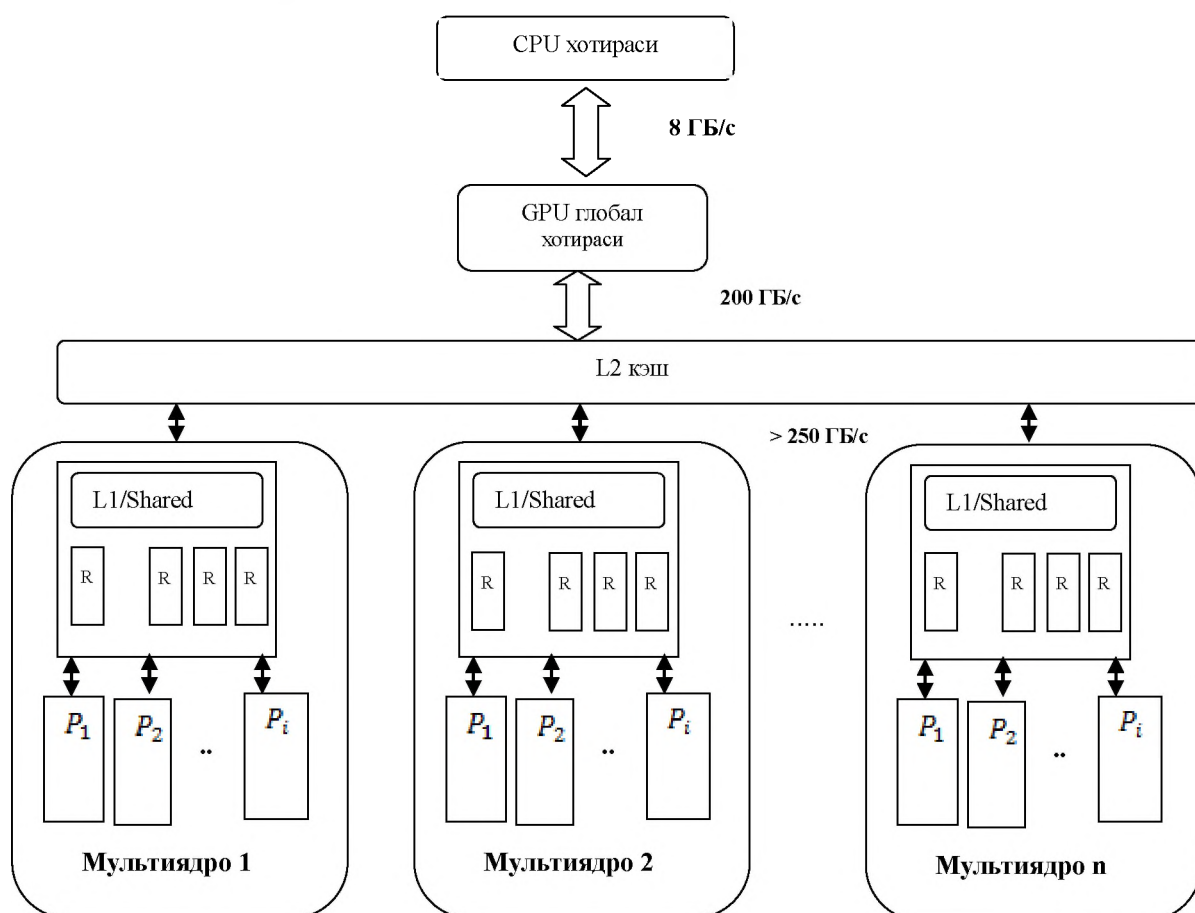 CPU хотираси
8 ГБ/с
GPU глобал
хотираси
200 ГБ/с
L2 кэш
> 250 ГБ/с
L1/Shared
R R R R
P₁ P₂ .. Pᵢ
Мультиядро 1
L1/Shared
R R R R
P₁ P₂ .. Pᵢ
Мультиядро 2
.....
L1/Shared
R R R R
P₁ P₂ .. Pᵢ
Мультиядро n